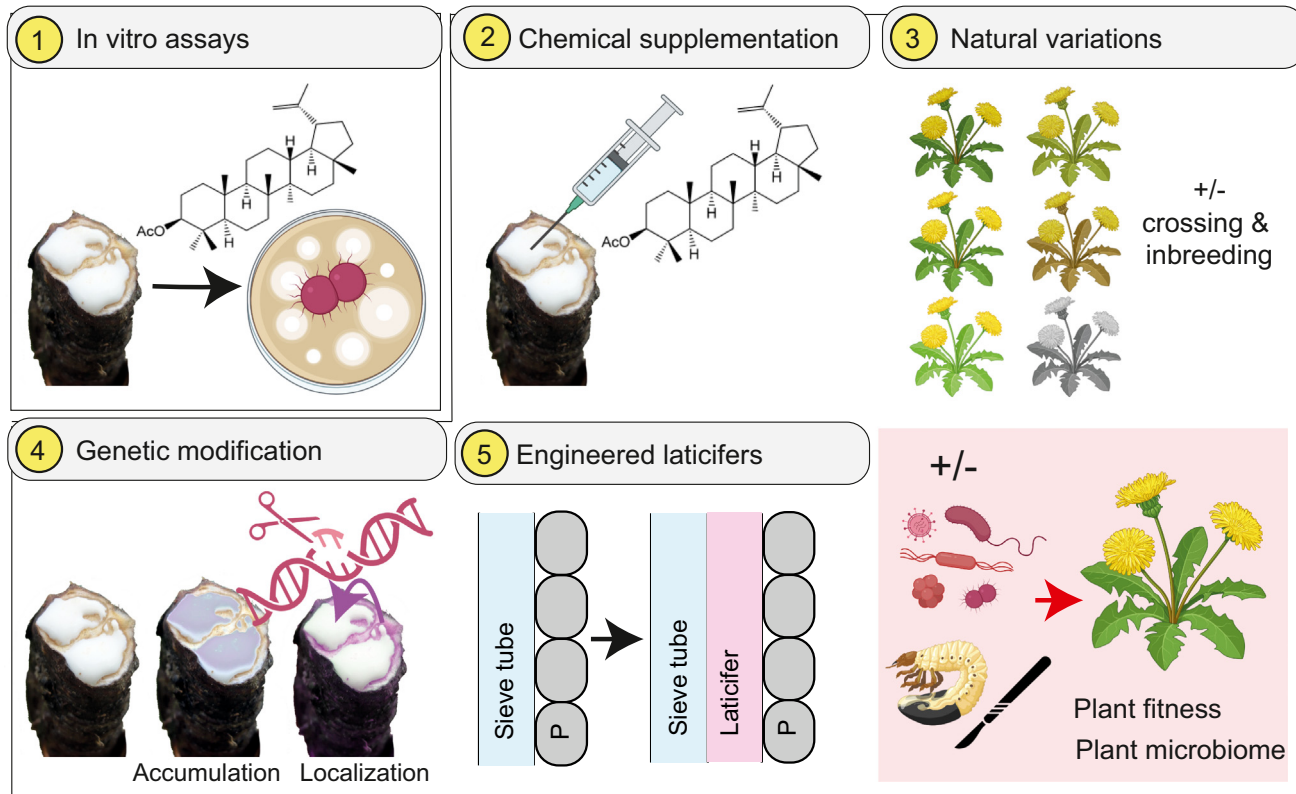 1 In vitro assays
2 Chemical supplementation
3 Natural variations
H
H
H
H
AcO
H
H
H
H
AcO
+/-
crossing &
inbreeding
4 Genetic modification
5 Engineered laticifers
Accumulation
Localization
Sieve tube
P
Sieve tube
Laticifer
P
+/-
Plant fitness
Plant microbiome